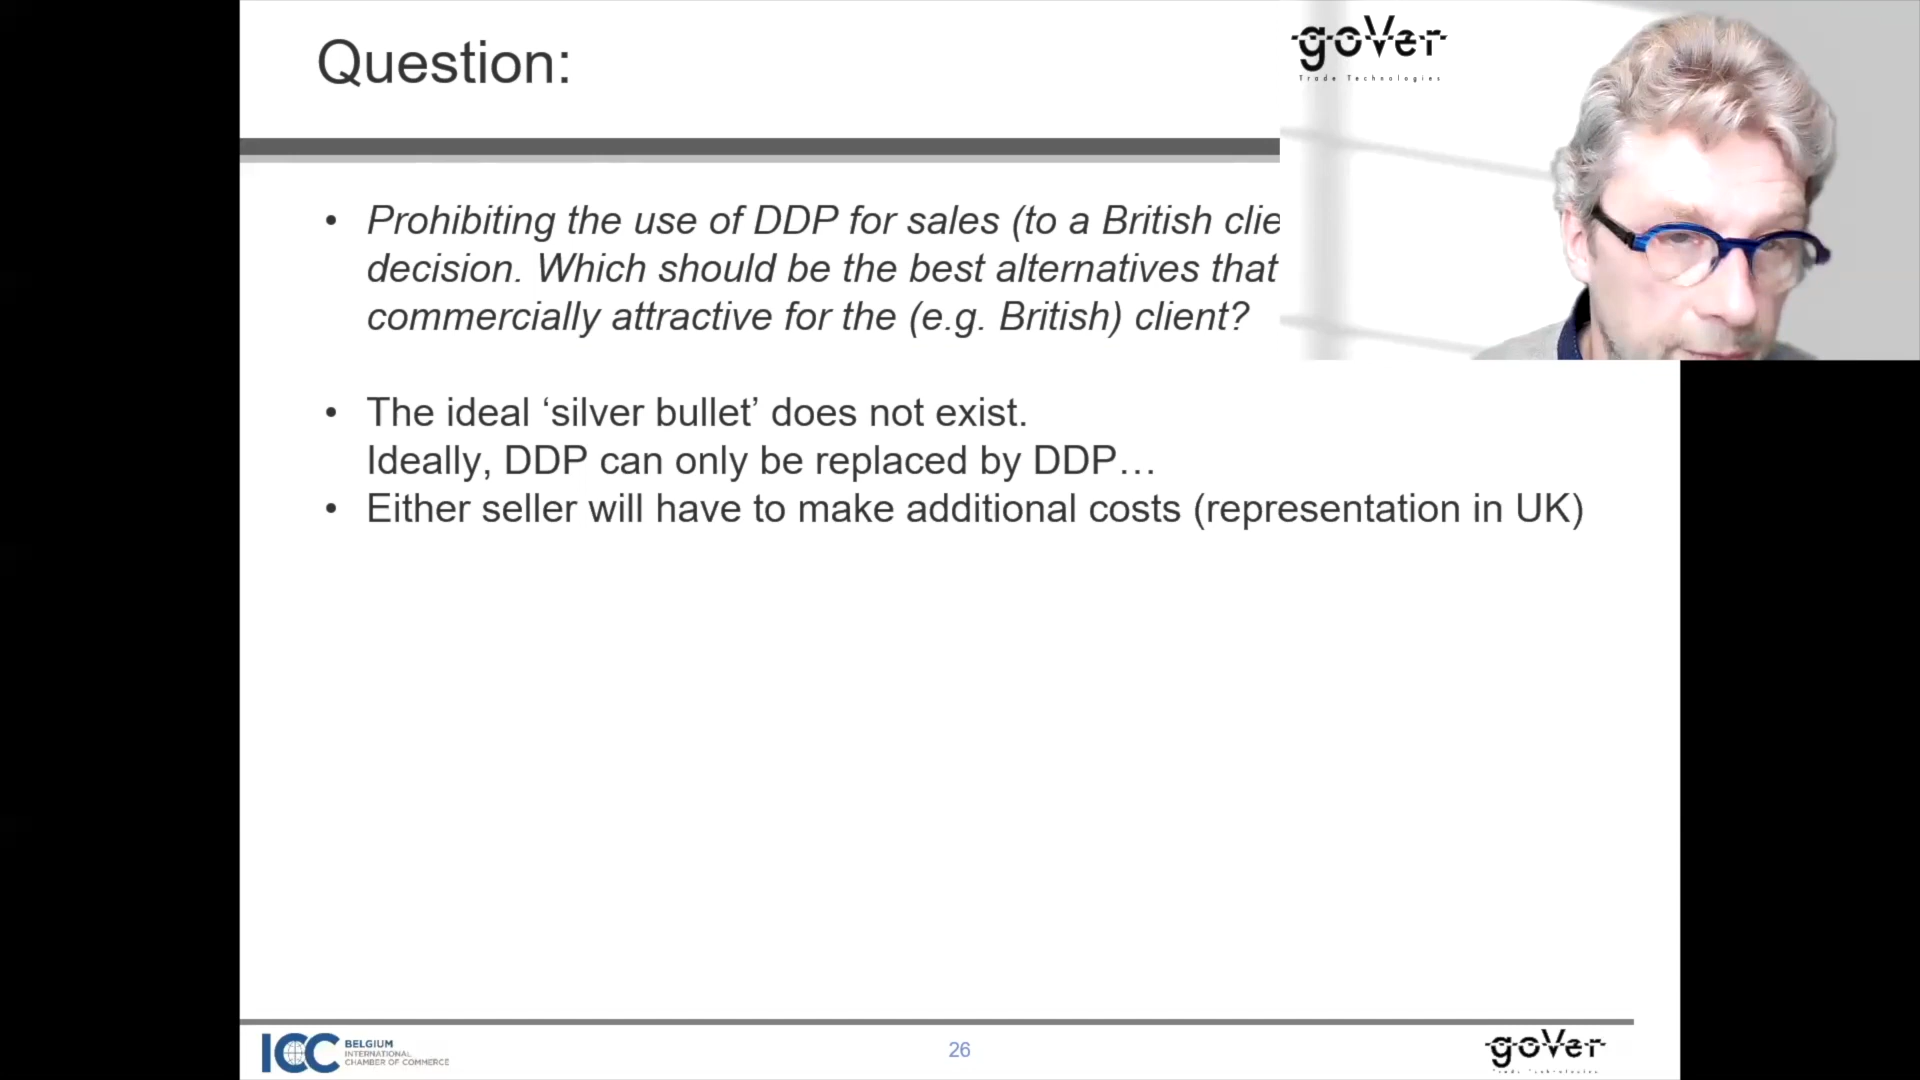 Question:
goVer
Trade Technologies
• Prohibiting the use of DDP for sales (to a British clie
decision. Which should be the best alternatives that
commercially attractive for the (e.g. British) client?
• The ideal ‘silver bullet’ does not exist.
Ideally, DDP can only be replaced by DDP…
• Either seller will have to make additional costs (representation in UK)
ICC BELGIUM
INTERNATIONAL
CHAMBER OF COMMERCE
26
goVer